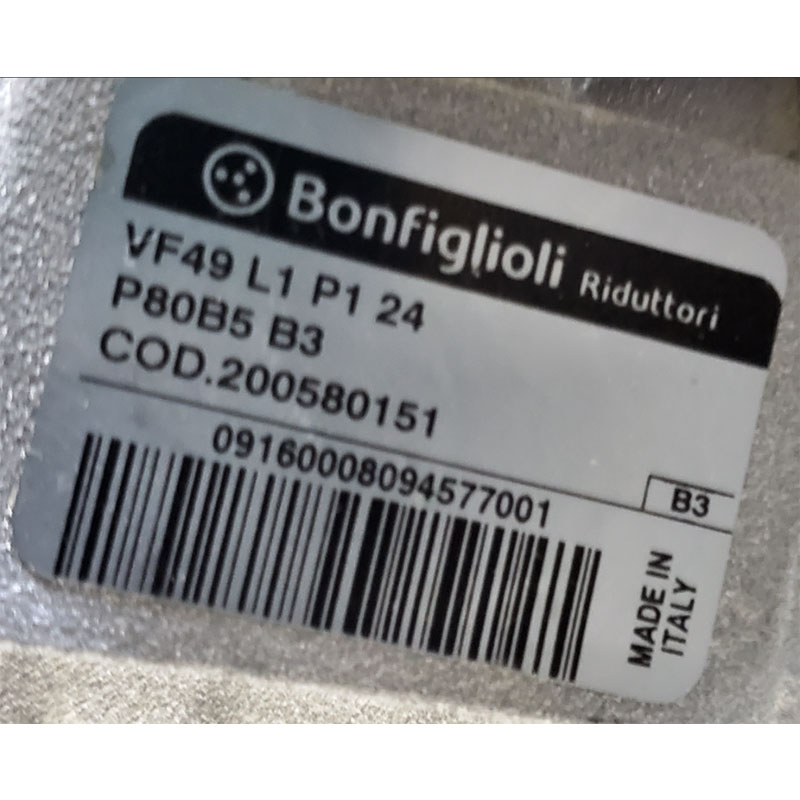 Bonfiglioli Riduttori
VF49 L1 P1 24
P80B5 B3
COD.200580151
09160008094577001
B3
MADE IN
ITALY